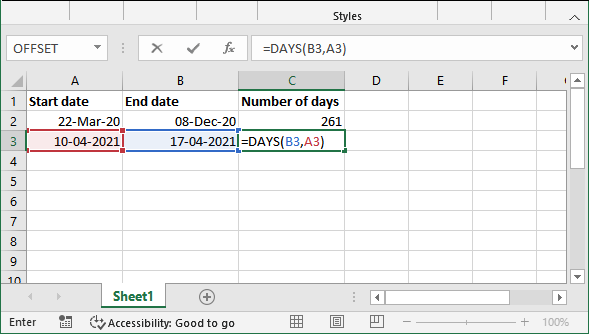 Styles
OFFSET =DAYS(B3,A3)
A B C D E F
1 Start date End date Number of days
2 22-Mar-20 08-Dec-20 261
3 10-04-2021 17-04-2021 =DAYS(B3,A3)
4
5
6
7
8
9
10
Sheet1
Enter Accessibility: Good to go 100%